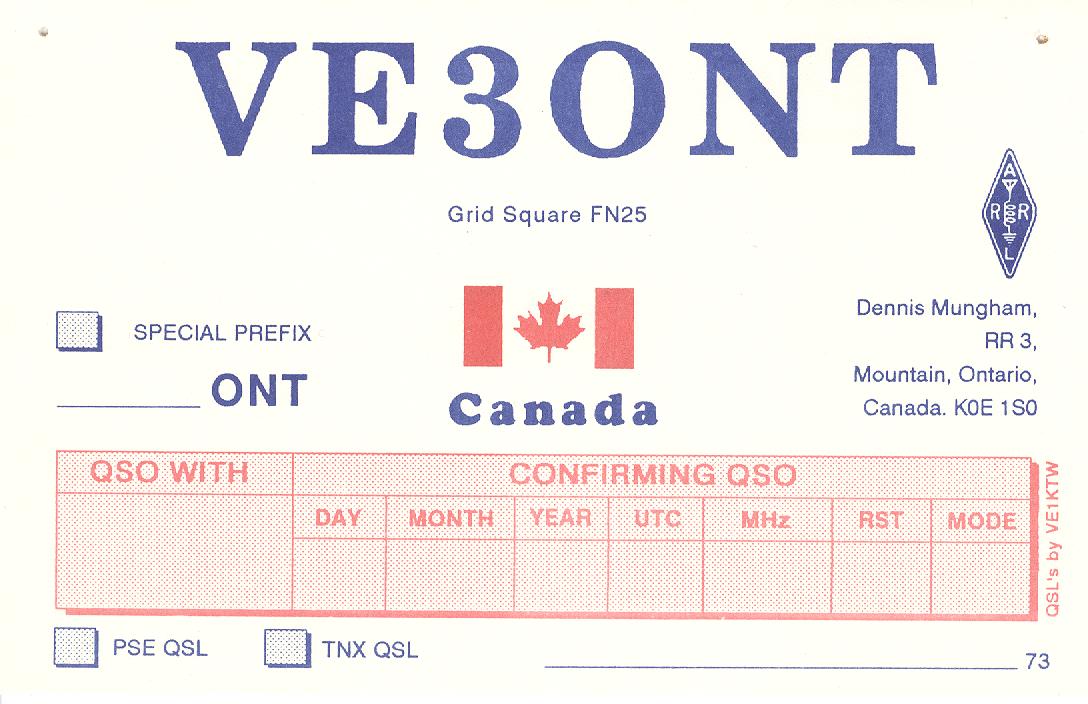 VE3ONT
Grid Square FN25
A
R R
L
Dennis Mungham,
RR 3,
Mountain, Ontario,
Canada. K0E 1S0
SPECIAL PREFIX
________ ONT
Canada
QSO WITH
CONFIRMING QSO
DAY MONTH YEAR UTC MHz RST MODE
QSL's by VE1KTW
PSE QSL TNX QSL
73